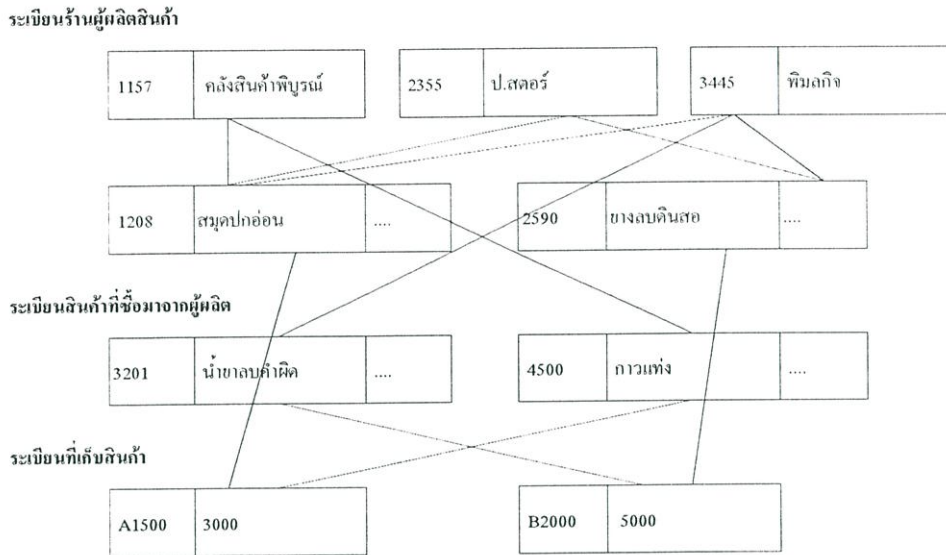 ระเบียนร้านผู้ผลิตสินค้า
1157 คลังสินค้าพิบูรณ์ 2355 ป.สตอร์ 3445 พิมลกิจ
1208 สมุดปกอ่อน .... 2590 ยางลบดินสอ ....
ระเบียนสินค้าที่ซื้อมาจากผู้ผลิต
3201 น้ำยาลบคำผิด .... 4500 กาวแท่ง ....
ระเบียนที่เก็บสินค้า
A1500 3000 B2000 5000